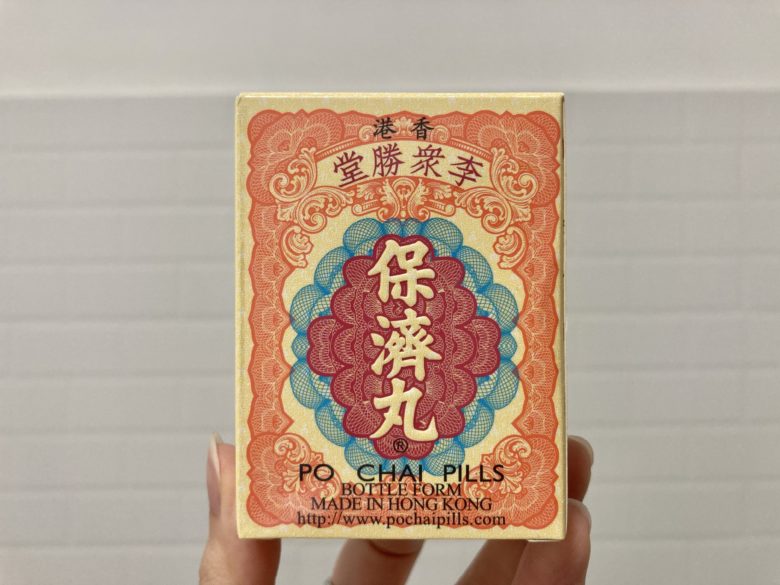 香港
李衆勝堂
保濟丸
®
PO CHAI PILLS
BOTTLE FORM
MADE IN HONG KONG
http://www.pochaipills.com